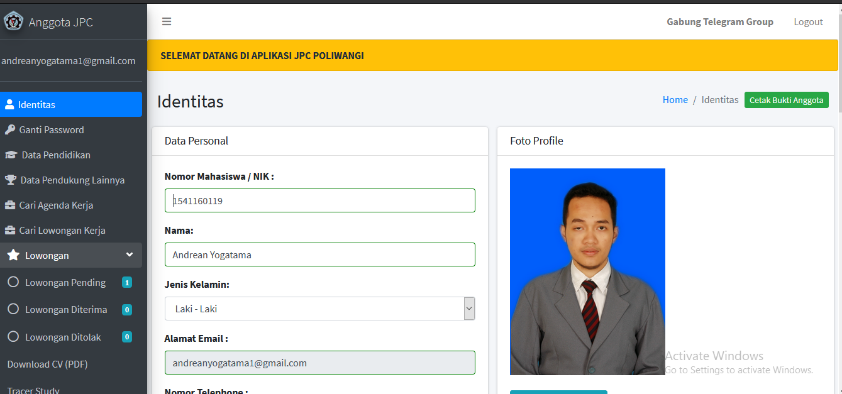 Anggota JPC
andreanyogatama1@gmail.com
Identitas
Ganti Password
Data Pendidikan
Data Pendukung Lainnya
Cari Agenda Kerja
Cari Lowongan Kerja
Lowongan
Lowongan Pending 1
Lowongan Diterima 0
Lowongan Ditolak 0
Download CV (PDF)
Tracer Study
Gabung Telegram Group Logout
SELEMAT DATANG DI APLIKASI JPC POLIWANGI
Identitas
Home / Identitas Cetak Bukti Anggota
Data Personal
Nomor Mahasiswa / NIK :
1541160119
Nama:
Andrean Yogatama
Jenis Kelamin:
Laki - Laki
Alamat Email :
andreanyogatama1@gmail.com
Nomor Telephone :
Foto Profile
Activate Windows
Go to Settings to activate Windows.